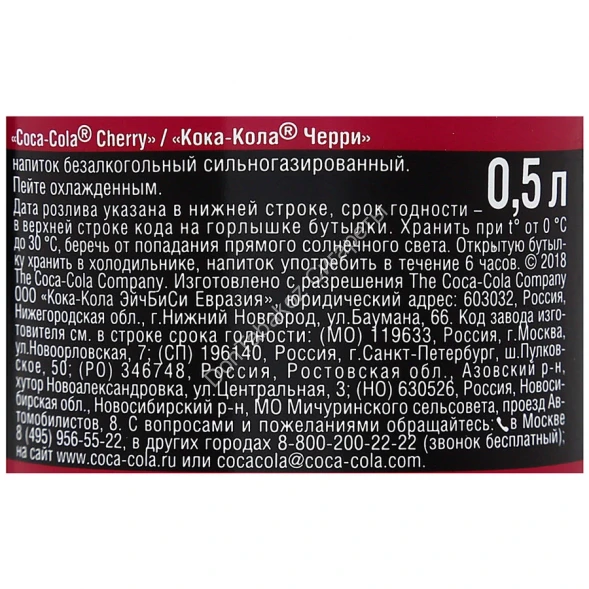 «Coca-Cola® Cherry» / «Кока-Кола® Черри»
напиток безалкогольный сильногазированный.
Пейте охлажденным.
0,5 л
Дата розлива указана в нижней строке, срок годности –
в верхней строке кода на горлышке бутылки. Хранить при t° от 0 °C
до 30 °C, беречь от попадания прямого солнечного света. Открытую бутыл-
ку хранить в холодильнике, напиток употребить в течение 6 часов. © 2018
The Coca-Cola Company. Изготовлено с разрешения The Coca-Cola Company
ООО «Кока-Кола ЭйчБиСи Евразия», юридический адрес: 603032, Россия,
Нижегородская обл., г.Нижний Новгород, ул.Баумана, 66. Код завода изго-
товителя см. в строке срока годности: (МО) 119633, Россия, г.Москва,
ул.Новоорловская, 7; (СП) 196140, Россия, г.Санкт-Петербург, ш.Пулков-
ское, 50; (РО) 346748, Россия, Ростовская обл., Азовский р-н,
хутор Новоалександровка, ул.Центральная, 3; (НО) 630526, Россия, Новоси-
бирская обл., Новосибирский р-н, МО Мичуринского сельсовета, проезд Ав-
томобилистов, 8. С вопросами и пожеланиями обращайтесь: в Москве
8 (495) 956-55-22, в других городах 8-800-200-22-22 (звонок бесплатный);
на сайт www.coca-cola.ru или cocacola@coca-cola.com.